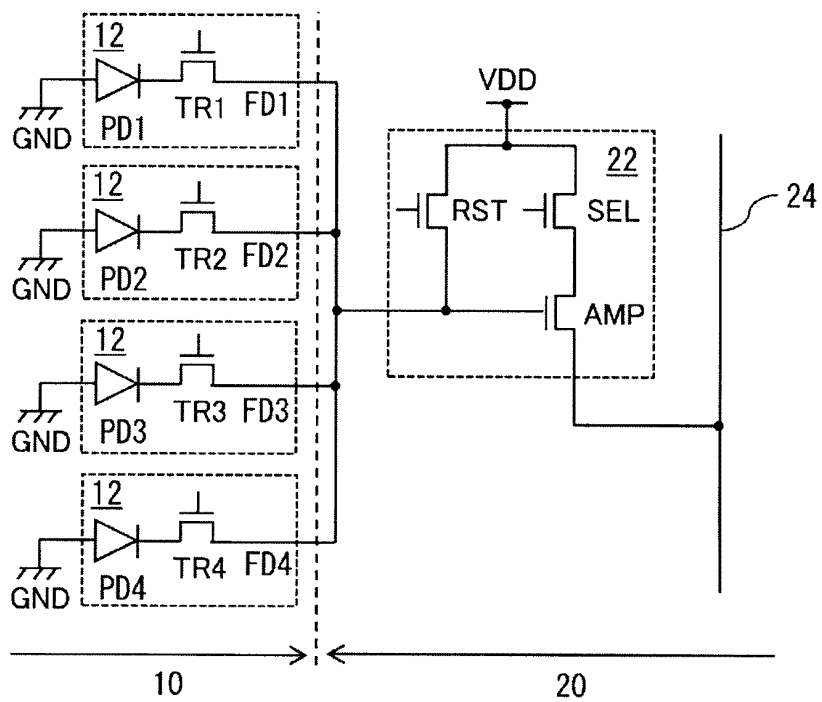 12
GND
PD1
TR1
FD1
12
GND
PD2
TR2
FD2
12
GND
PD3
TR3
FD3
12
GND
PD4
TR4
FD4
VDD
22
RST
SEL
AMP
24
10
20